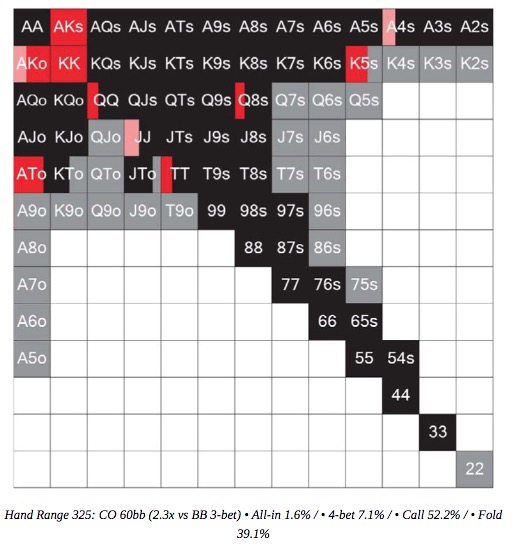 AA AKs AQs AJs ATs A9s A8s A7s A6s A5s A4s A3s A2s
AKo KK KQs KJs KTs K9s K8s K7s K6s K5s K4s K3s K2s
AQo KQo QQ QJs QTs Q9s Q8s Q7s Q6s Q5s
AJo KJo QJo JJ JTs J9s J8s J7s J6s
ATo KTo QTo JTo TT T9s T8s T7s T6s
A9o K9o Q9o J9o T9o 99 98s 97s 96s
A8o 88 87s 86s
A7o 77 76s 75s
A6o 66 65s
A5o 55 54s
44
33
22
Hand Range 325: CO 60bb (2.3x vs BB 3-bet) • All-in 1.6% / • 4-bet 7.1% / • Call 52.2% / • Fold
39.1%